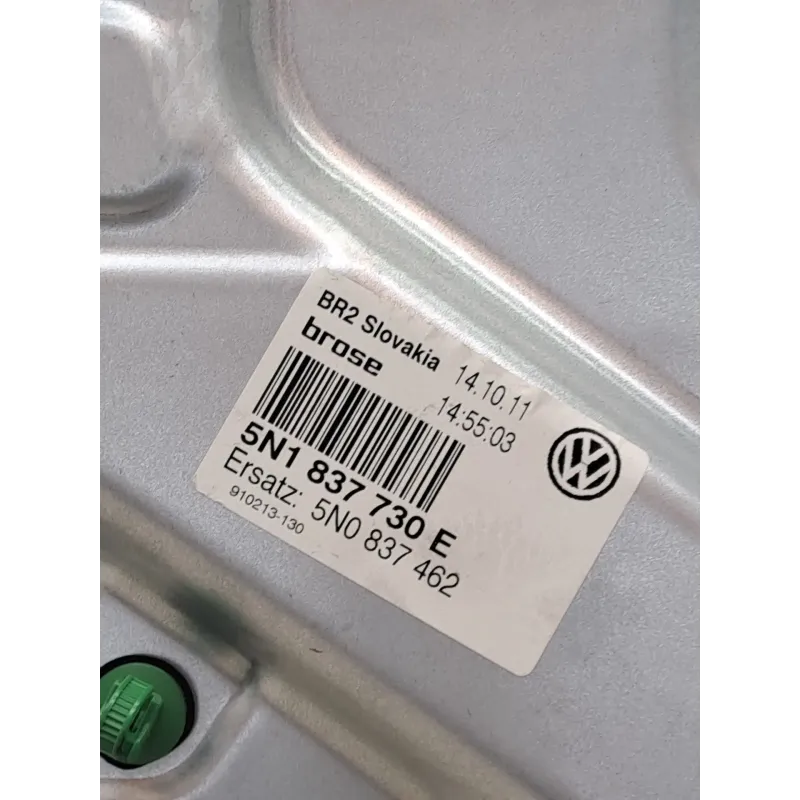 BR2 Slovakia 14.10.11
brose 14:55:03
5N1 837 730 E
Ersatz: 5N0 837 462
910213-130